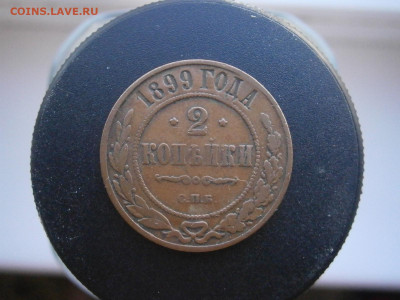 COINS.LAVE.RU
1899 ГОДА
2
КОПѢЙКИ
С.П.Б.